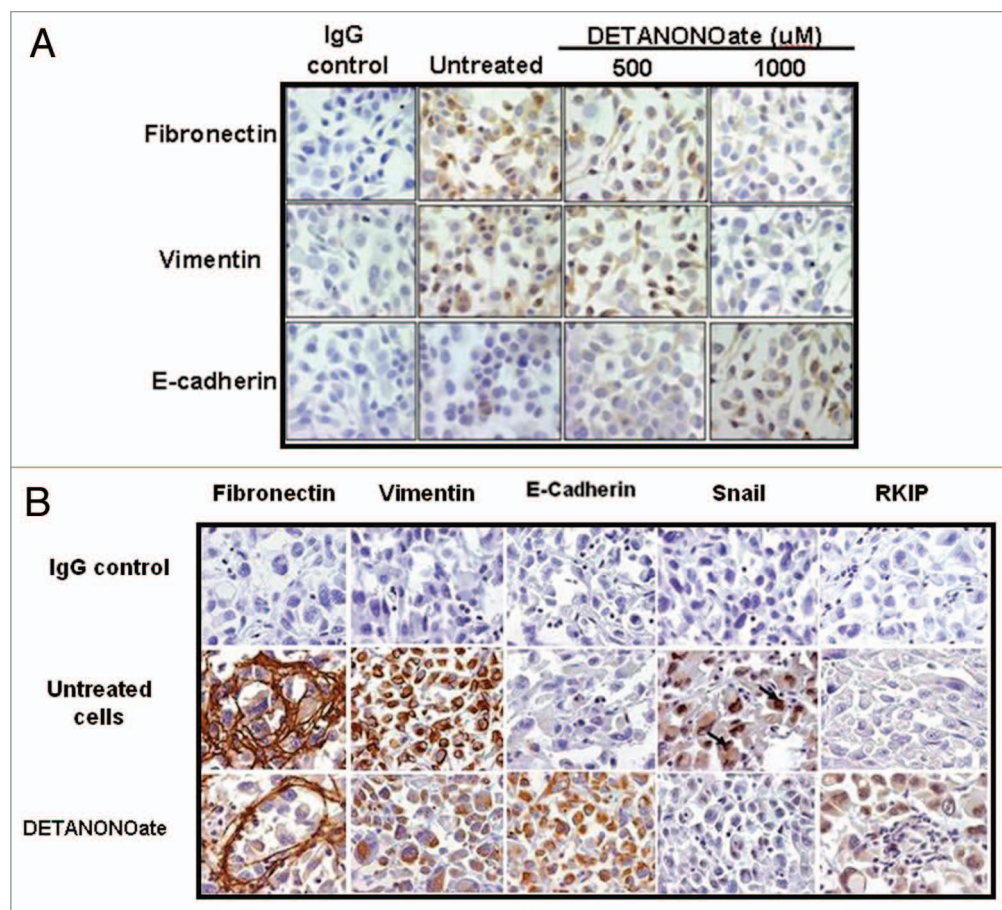 A
IgG
control
Untreated
DETANONOate (uM)
500
1000
Fibronectin
Vimentin
E-cadherin
B
Fibronectin
Vimentin
E-Cadherin
Snail
RKIP
IgG control
Untreated
cells
DETANONOate